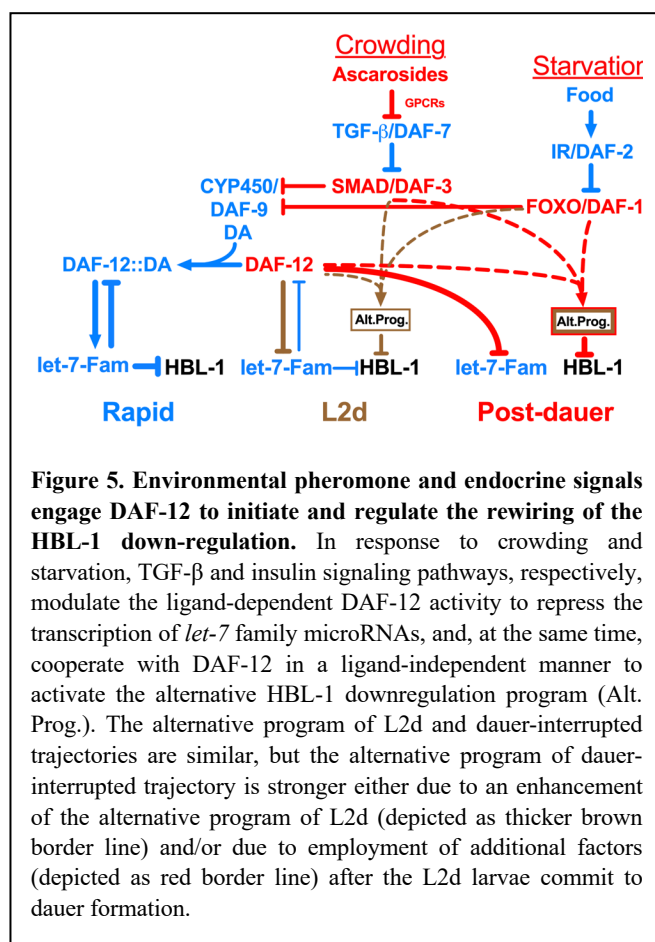 Crowding
Ascarosides
Starvation
GPCRs
Food
TGF-β/DAF-7
IR/DAF-2
CYP450/
SMAD/DAF-3
DAF-9
FOXO/DAF-1
DA
DAF-12::DA
DAF-12
Alt.Prog.
Alt.Prog.
let-7-Fam
HBL-1
let-7-Fam
HBL-1
let-7-Fam
HBL-1
Rapid
L2d
Post-dauer
Figure 5. Environmental pheromone and endocrine signals
engage DAF-12 to initiate and regulate the rewiring of the
HBL-1 down-regulation. In response to crowding and
starvation, TGF-β and insulin signaling pathways, respectively,
modulate the ligand-dependent DAF-12 activity to repress the
transcription of let-7 family microRNAs, and, at the same time,
cooperate with DAF-12 in a ligand-independent manner to
activate the alternative HBL-1 downregulation program (Alt.
Prog.). The alternative program of L2d and dauer-interrupted
trajectories are similar, but the alternative program of dauer-
interrupted trajectory is stronger either due to an enhancement
of the alternative program of L2d (depicted as thicker brown
border line) and/or due to employment of additional factors
(depicted as red border line) after the L2d larvae commit to
dauer formation.